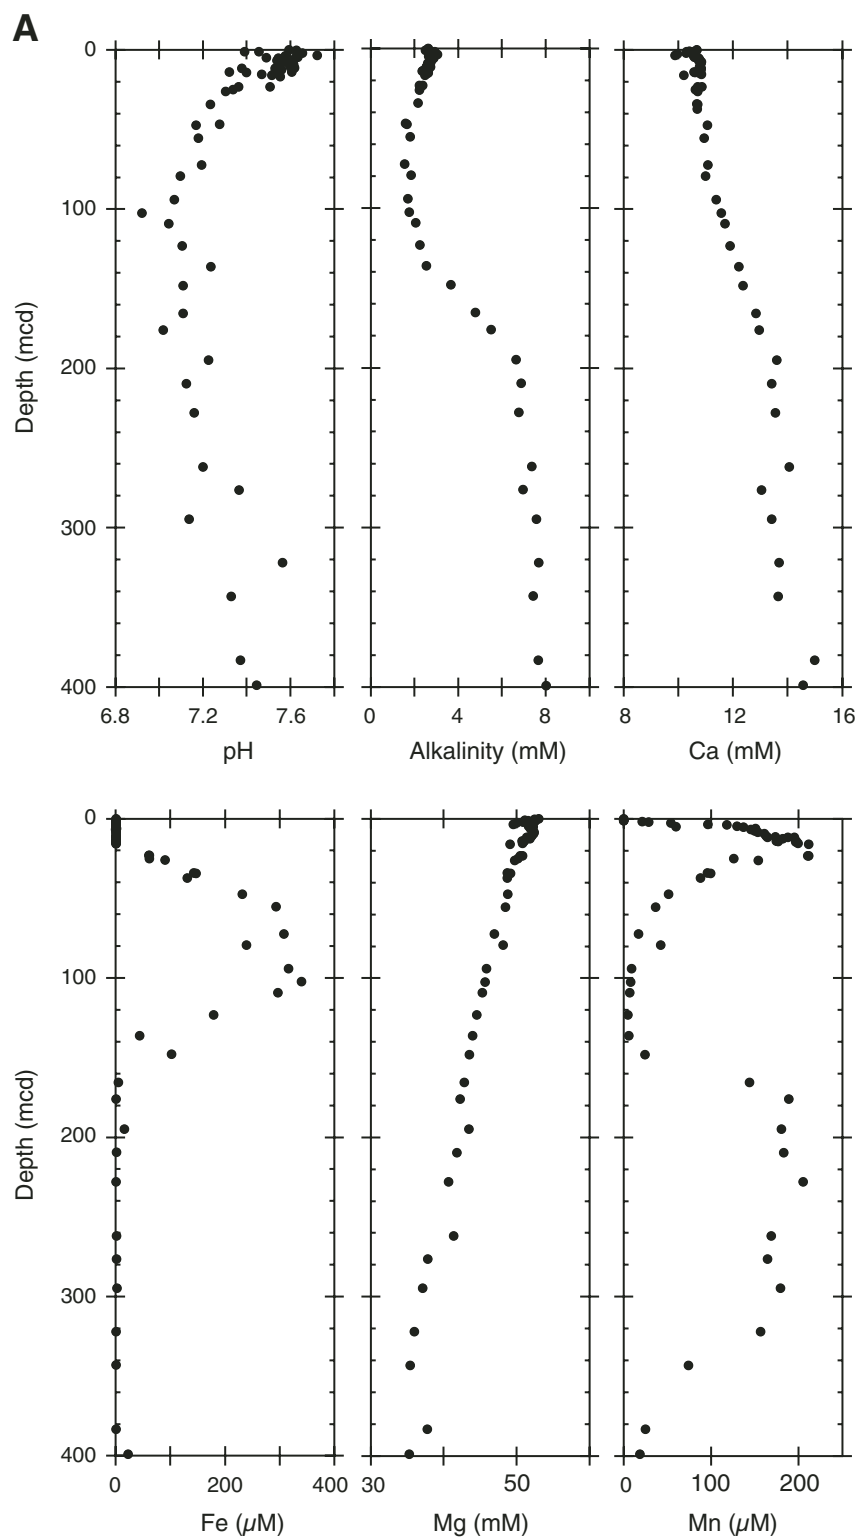 A
0
100
200
300
400
Depth (mcd)
6.8 7.2 7.6
pH
0 4 8
Alkalinity (mM)
8 12 16
Ca (mM)
0
100
200
300
400
Depth (mcd)
0 200 400
Fe (µM)
30 50
Mg (mM)
0 100 200
Mn (µM)